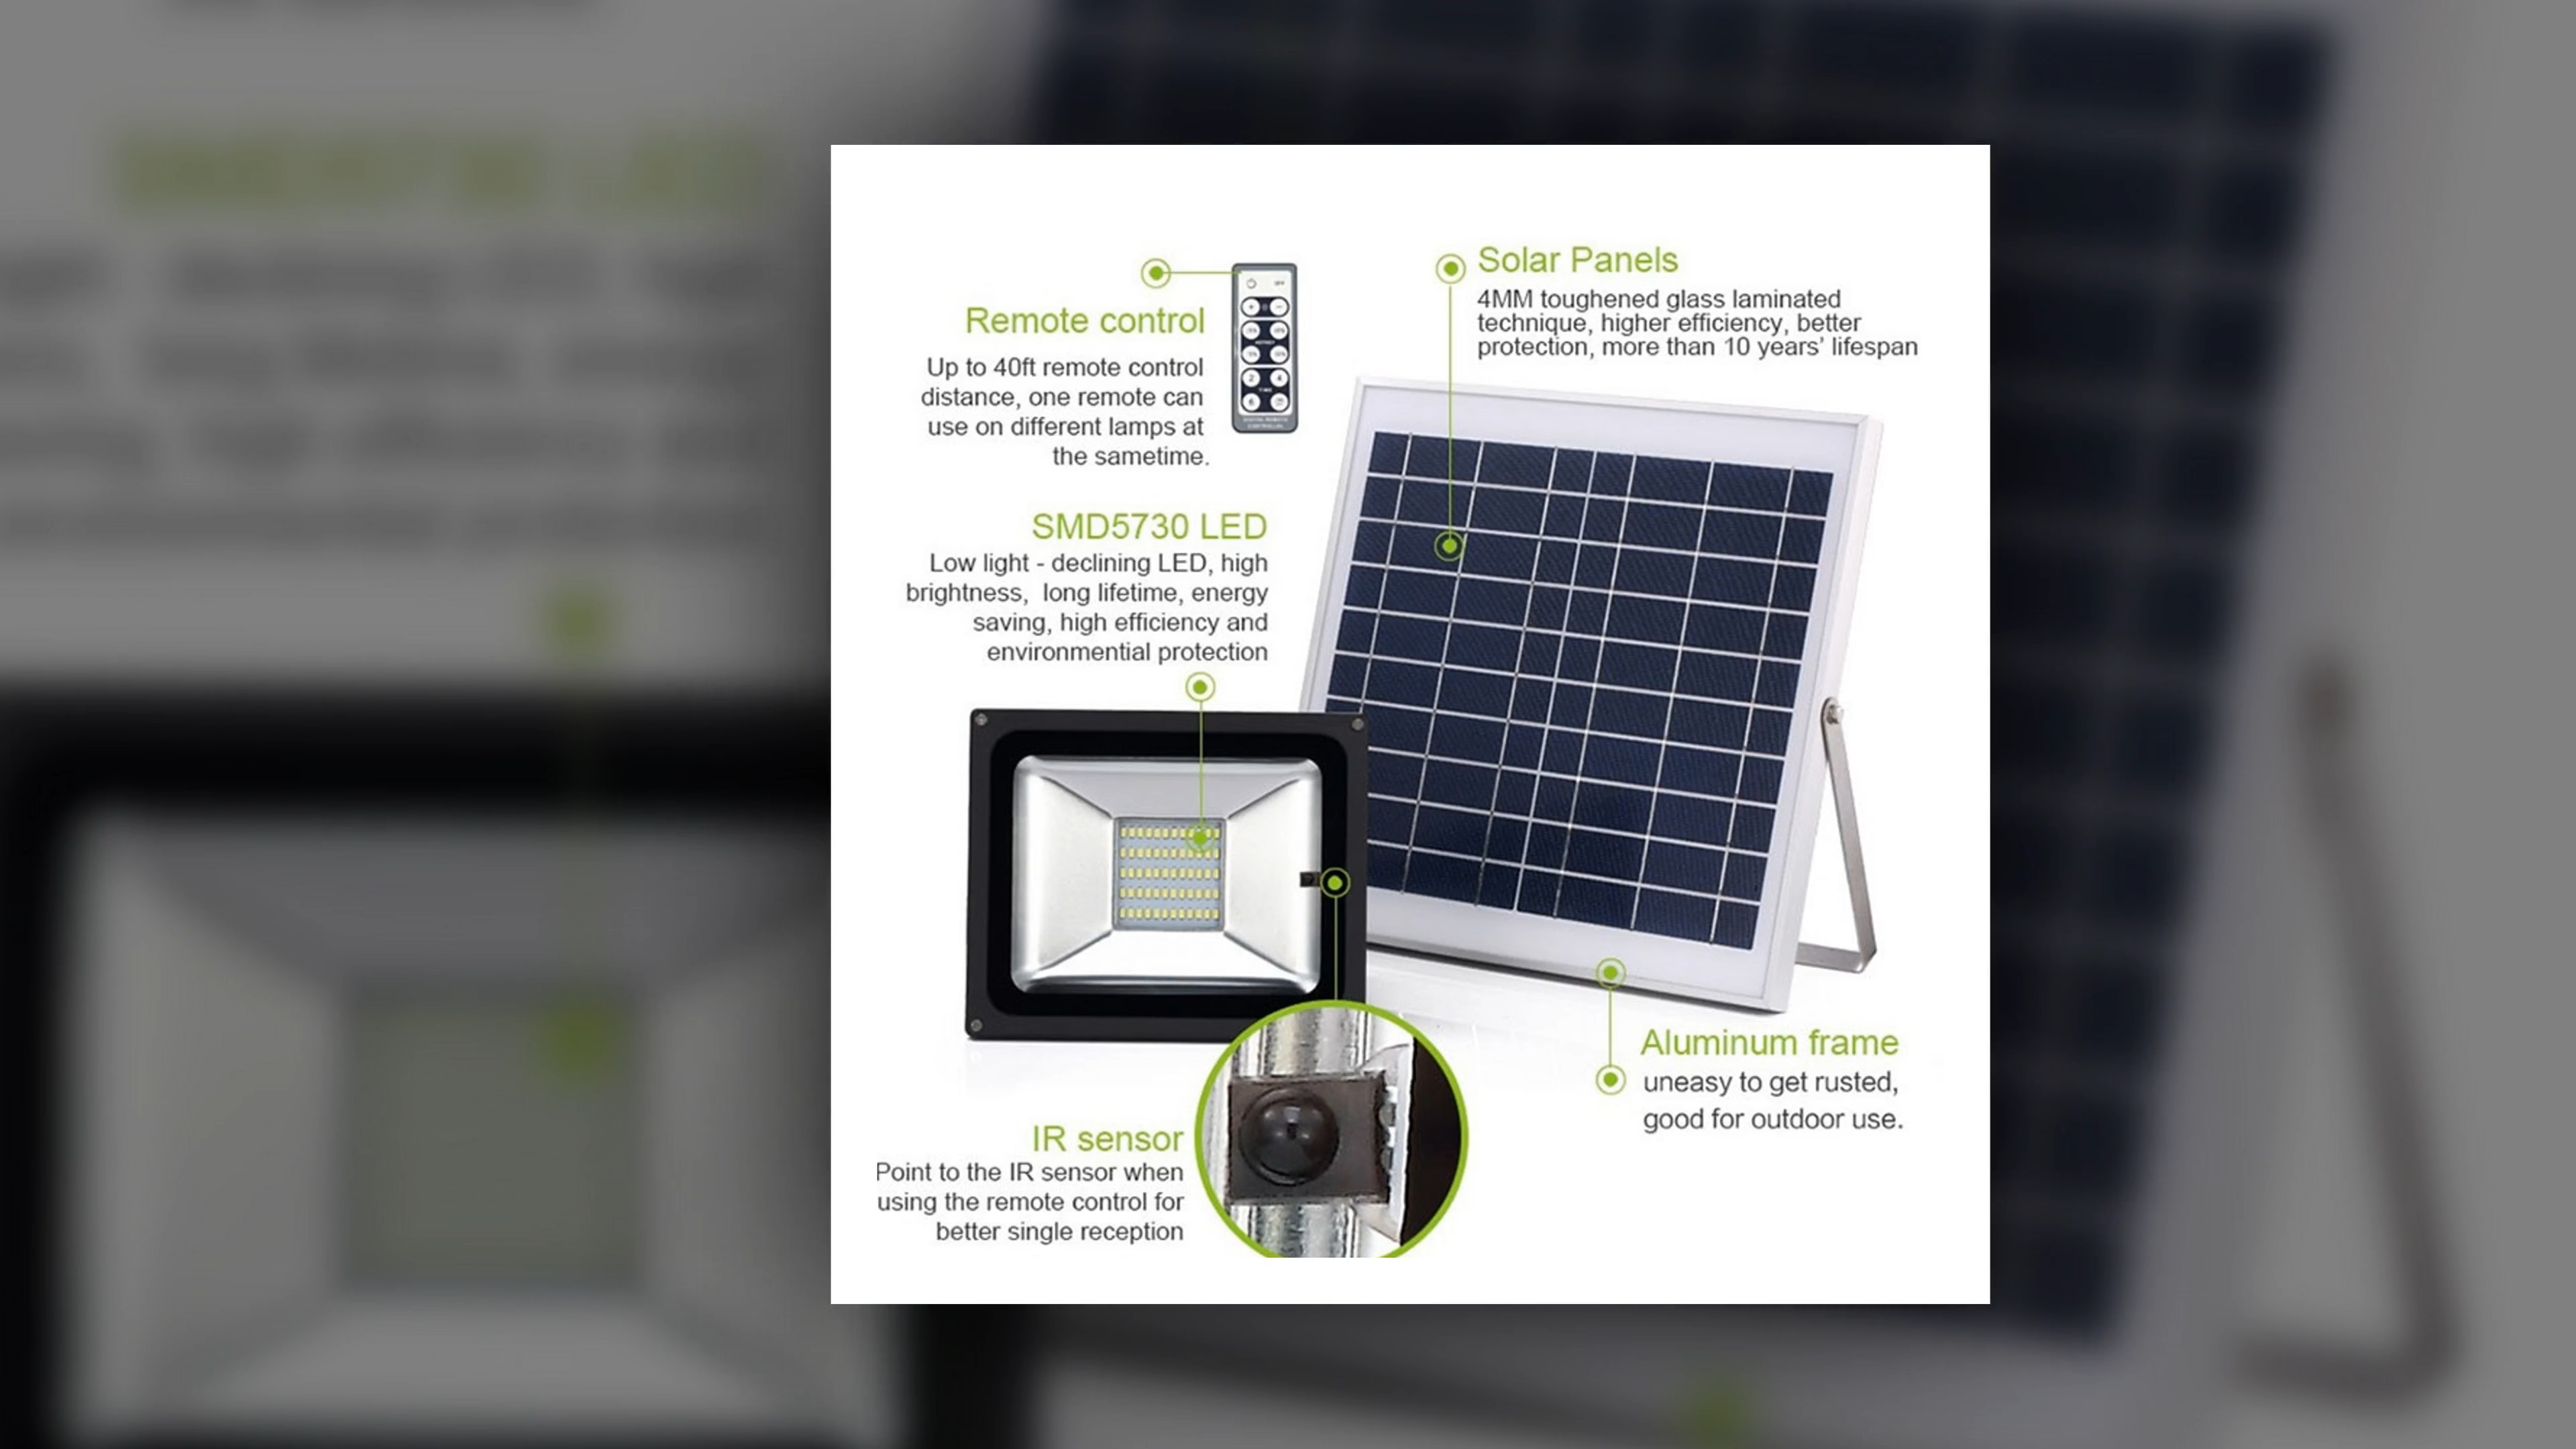 Remote control
Up to 40ft remote control
distance, one remote can
use on different lamps at
the sametime.
Solar Panels
4MM toughened glass laminated
technique, higher efficiency, better
protection, more than 10 years' lifespan
SMD5730 LED
Low light - declining LED, high
brightness, long lifetime, energy
saving, high efficiency and
environmential protection
Aluminum frame
uneasy to get rusted,
good for outdoor use.
IR sensor
Point to the IR sensor when
using the remote control for
better single reception